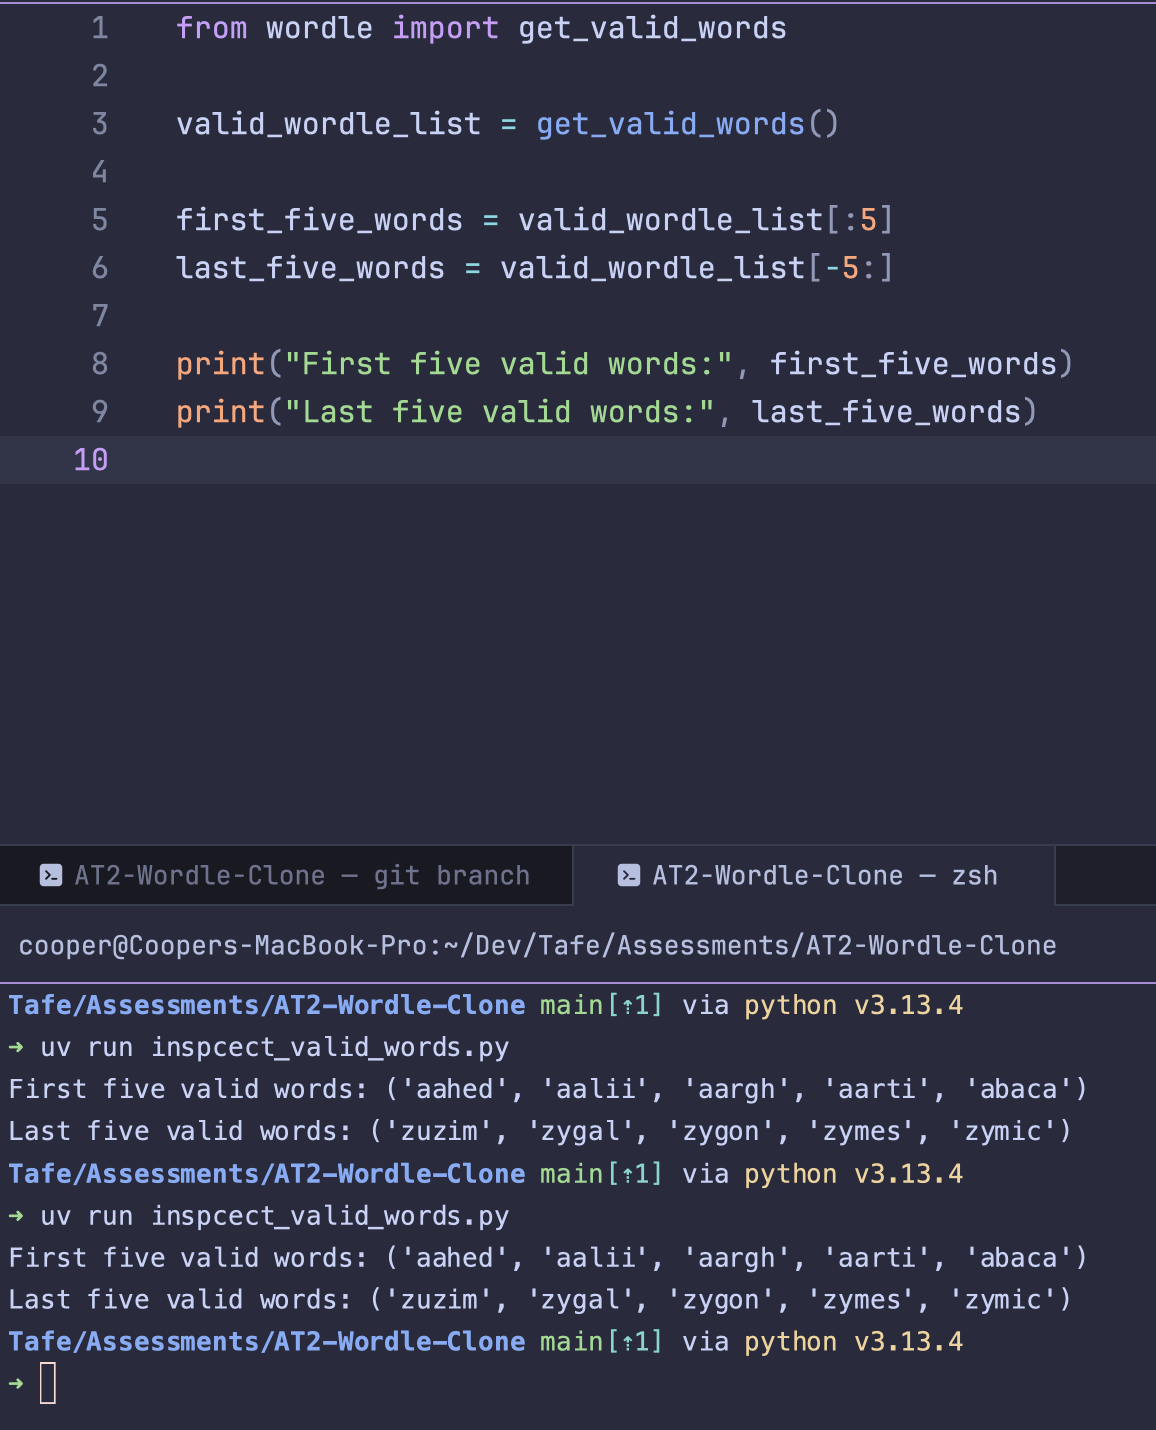 1 from wordle import get_valid_words
2
3 valid_wordle_list = get_valid_words()
4
5 first_five_words = valid_wordle_list[:5]
6 last_five_words = valid_wordle_list[-5:]
7
8 print("First five valid words:", first_five_words)
9 print("Last five valid words:", last_five_words)
10
AT2-Wordle-Clone — git branch AT2-Wordle-Clone — zsh
cooper@Coopers-MacBook-Pro:~/Dev/Tafe/Assessments/AT2-Wordle-Clone
Tafe/Assessments/AT2-Wordle-Clone main[⇡1] via python v3.13.4
➜ uv run inspcect_valid_words.py
First five valid words: ('aahed', 'aalii', 'aargh', 'aarti', 'abaca')
Last five valid words: ('zuzim', 'zygal', 'zygon', 'zymes', 'zymic')
Tafe/Assessments/AT2-Wordle-Clone main[⇡1] via python v3.13.4
➜ uv run inspcect_valid_words.py
First five valid words: ('aahed', 'aalii', 'aargh', 'aarti', 'abaca')
Last five valid words: ('zuzim', 'zygal', 'zygon', 'zymes', 'zymic')
Tafe/Assessments/AT2-Wordle-Clone main[⇡1] via python v3.13.4
➜